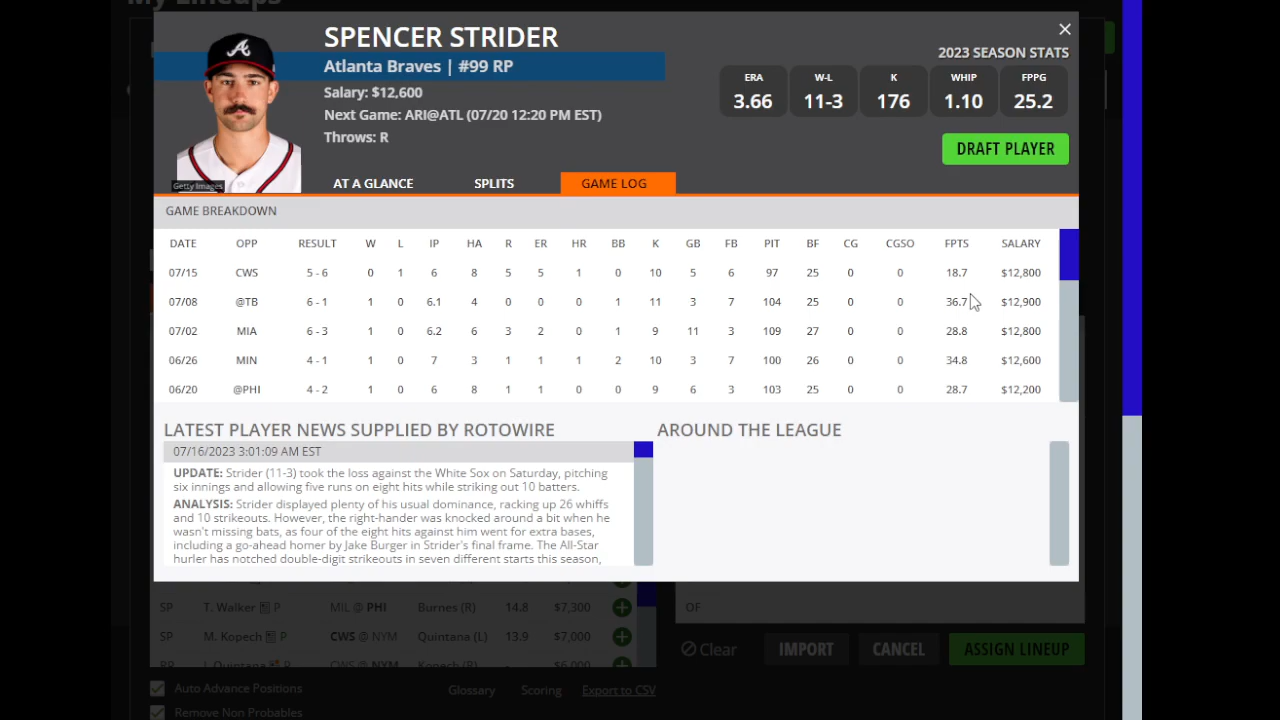 My Lineups
SPENCER STRIDER
Atlanta Braves | #99 RP
Salary: $12,600
Next Game: ARI@ATL (07/20 12:20 PM EST)
Throws: R
Getty Images
2023 SEASON STATS
ERA W-L K WHIP FPPG
3.66 11-3 176 1.10 25.2
DRAFT PLAYER
AT A GLANCE SPLITS GAME LOG
GAME BREAKDOWN
DATE OPP RESULT W L IP HA R ER HR BB K GB FB PIT BF CG CGSO FPTS SALARY
07/15 CWS 5 - 6 0 1 6 8 5 5 1 0 10 5 6 97 25 0 0 18.7 $12,800
07/08 @TB 6 - 1 1 0 6.1 4 0 0 0 1 11 3 7 104 25 0 0 36.7 $12,900
07/02 MIA 6 - 3 1 0 6.2 6 3 2 0 1 9 11 3 109 27 0 0 28.8 $12,800
06/26 MIN 4 - 1 1 0 7 3 1 1 1 2 10 3 7 100 26 0 0 34.8 $12,600
06/20 @PHI 4 - 2 1 0 6 8 1 1 0 0 9 6 3 103 25 0 0 28.7 $12,200
LATEST PLAYER NEWS SUPPLIED BY ROTOWIRE
07/16/2023 3:01:09 AM EST
UPDATE: Strider (11-3) took the loss against the White Sox on Saturday, pitching
six innings and allowing five runs on eight hits while striking out 10 batters.
ANALYSIS: Strider displayed plenty of his usual dominance, racking up 26 whiffs
and 10 strikeouts. However, the right-hander was knocked around a bit when he
wasn't missing bats, as four of the eight hits against him went for extra bases,
including a go-ahead homer by Jake Burger in Strider's final frame. The All-Star
hurler has notched double-digit strikeouts in seven different starts this season,
AROUND THE LEAGUE
SP T. Walker P MIL @ PHI Burnes (R) 14.8 $7,300
SP M. Kopech P CWS @ NYM Quintana (L) 13.9 $7,000
RP J. Quintana P CWS @ NYM Kopech (R) - $6,000
OF
Clear IMPORT CANCEL ASSIGN LINEUP
Auto Advance Positions
Glossary Scoring Export to CSV
Remove Non Probables